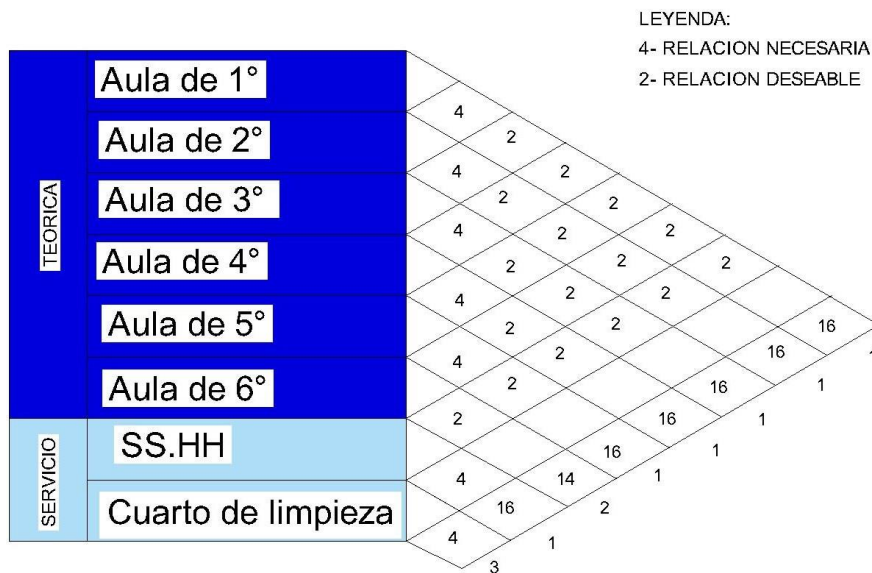 LEYENDA:
4- RELACION NECESARIA
2- RELACION DESEABLE
TEORICA
Aula de 1°
Aula de 2°
Aula de 3°
Aula de 4°
Aula de 5°
Aula de 6°
SERVICIO
SS.HH
Cuarto de limpieza
4
2
4 2
2 2
4 2 2
2 2 2
4 2 2
2 2 16
4 2 16 1
2 16 1
2 16 1
16 1
4 14 1
16 2
4 1
3